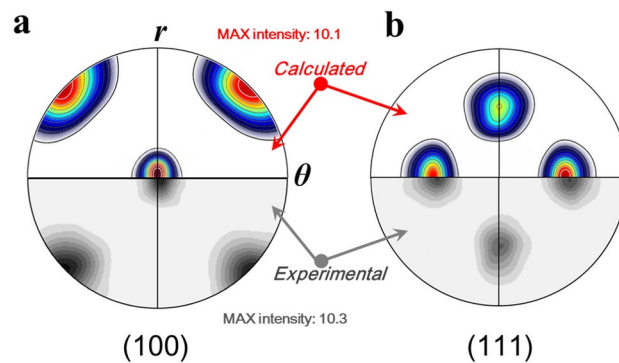 a
r
MAX intensity: 10.1
b
Calculated
θ
Experimental
MAX intensity: 10.3
(100)
(111)